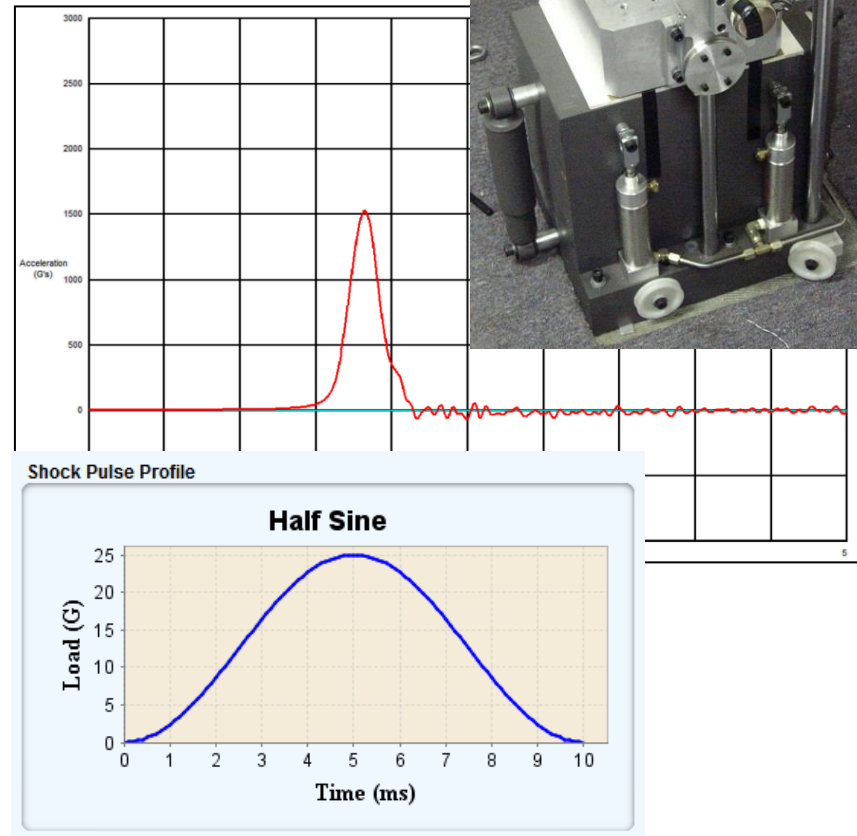 3000
2500
2000
1500
Acceleration
(G's)
1000
500
0
5
Shock Pulse Profile
Half Sine
Load (G)
25
20
15
10
5
0
0 1 2 3 4 5 6 7 8 9 10
Time (ms)